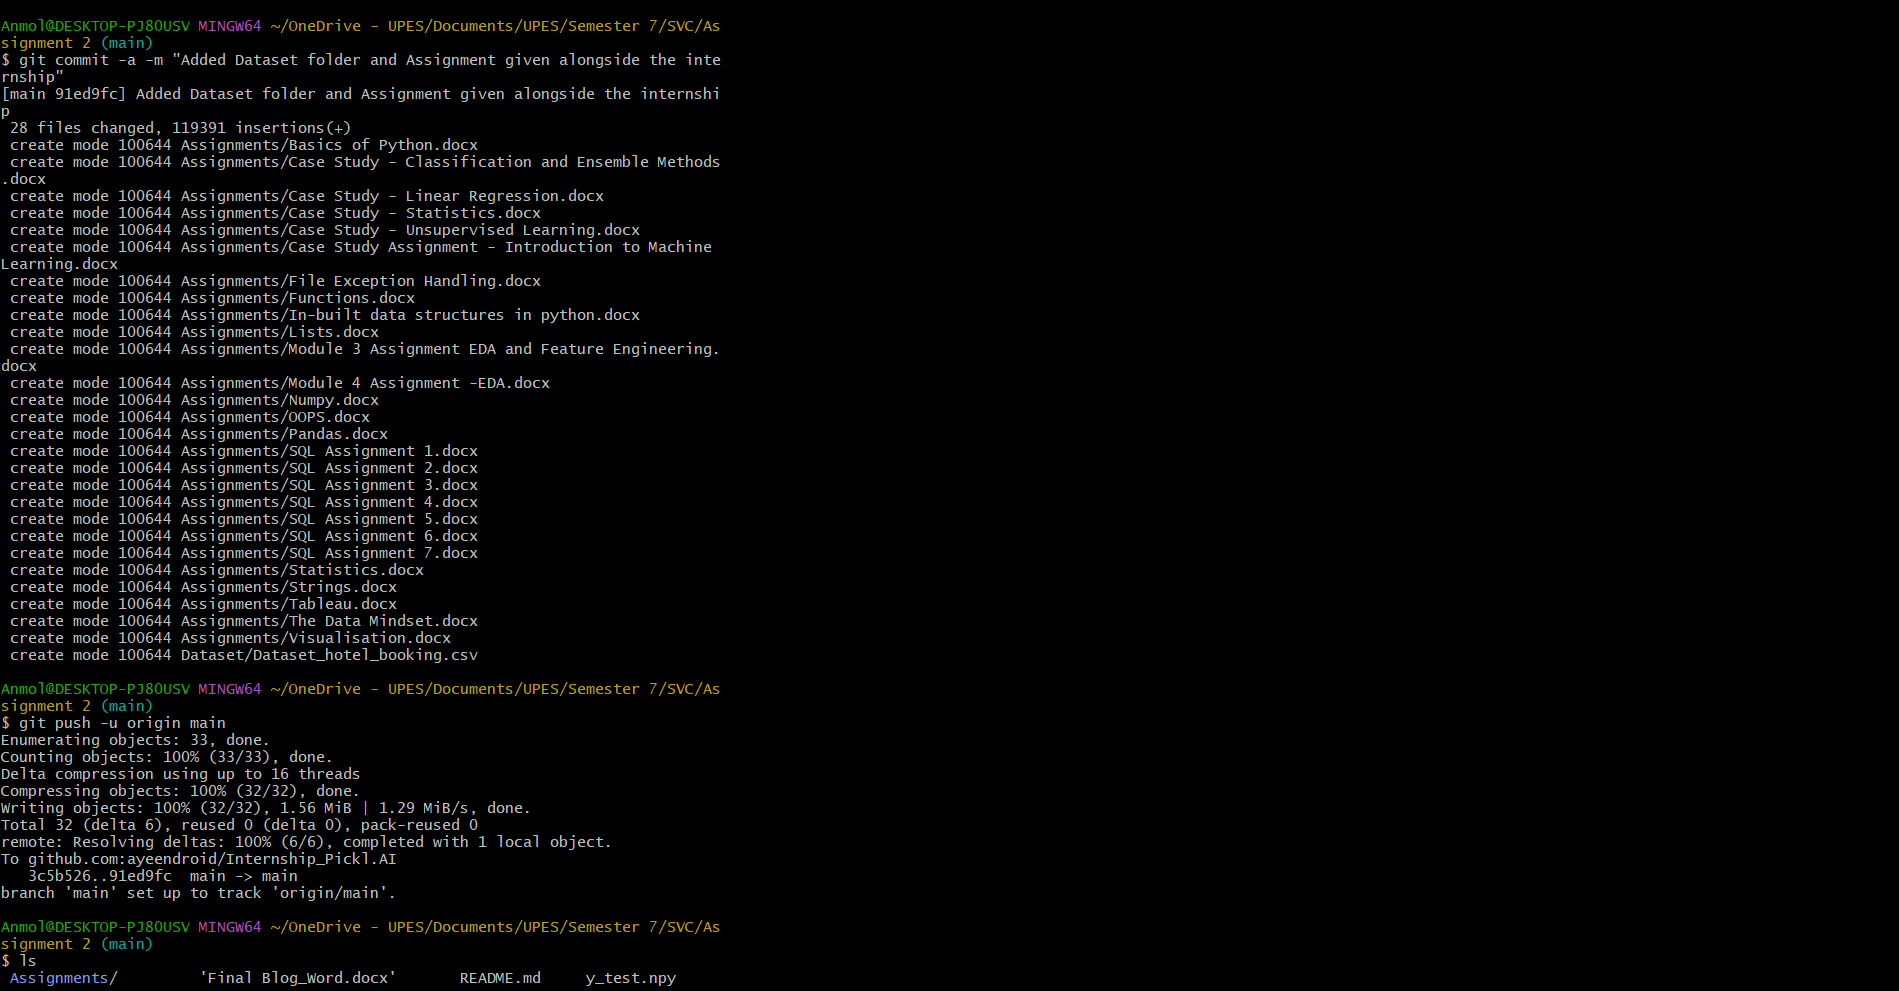 Anmol@DESKTOP-PJ80USV MINGW64 ~/OneDrive - UPES/Documents/UPES/Semester 7/SVC/As
signment 2 (main)
$ git commit -a -m "Added Dataset folder and Assignment given alongside the inte
rnship"
[main 91ed9fc] Added Dataset folder and Assignment given alongside the internshi
p
 28 files changed, 119391 insertions(+)
 create mode 100644 Assignments/Basics of Python.docx
 create mode 100644 Assignments/Case Study - Classification and Ensemble Methods
.docx
 create mode 100644 Assignments/Case Study - Linear Regression.docx
 create mode 100644 Assignments/Case Study - Statistics.docx
 create mode 100644 Assignments/Case Study - Unsupervised Learning.docx
 create mode 100644 Assignments/Case Study Assignment - Introduction to Machine
Learning.docx
 create mode 100644 Assignments/File Exception Handling.docx
 create mode 100644 Assignments/Functions.docx
 create mode 100644 Assignments/In-built data structures in python.docx
 create mode 100644 Assignments/Lists.docx
 create mode 100644 Assignments/Module 3 Assignment EDA and Feature Engineering.
docx
 create mode 100644 Assignments/Module 4 Assignment -EDA.docx
 create mode 100644 Assignments/Numpy.docx
 create mode 100644 Assignments/OOPS.docx
 create mode 100644 Assignments/Pandas.docx
 create mode 100644 Assignments/SQL Assignment 1.docx
 create mode 100644 Assignments/SQL Assignment 2.docx
 create mode 100644 Assignments/SQL Assignment 3.docx
 create mode 100644 Assignments/SQL Assignment 4.docx
 create mode 100644 Assignments/SQL Assignment 5.docx
 create mode 100644 Assignments/SQL Assignment 6.docx
 create mode 100644 Assignments/SQL Assignment 7.docx
 create mode 100644 Assignments/Statistics.docx
 create mode 100644 Assignments/Strings.docx
 create mode 100644 Assignments/Tableau.docx
 create mode 100644 Assignments/The Data Mindset.docx
 create mode 100644 Assignments/Visualisation.docx
 create mode 100644 Dataset/Dataset_hotel_booking.csv

Anmol@DESKTOP-PJ80USV MINGW64 ~/OneDrive - UPES/Documents/UPES/Semester 7/SVC/As
signment 2 (main)
$ git push -u origin main
Enumerating objects: 33, done.
Counting objects: 100% (33/33), done.
Delta compression using up to 16 threads
Compressing objects: 100% (32/32), done.
Writing objects: 100% (32/32), 1.56 MiB | 1.29 MiB/s, done.
Total 32 (delta 6), reused 0 (delta 0), pack-reused 0
remote: Resolving deltas: 100% (6/6), completed with 1 local object.
To github.com:ayeendroid/Internship_Pickl.AI
   3c5b526..91ed9fc  main -> main
branch 'main' set up to track 'origin/main'.

Anmol@DESKTOP-PJ80USV MINGW64 ~/OneDrive - UPES/Documents/UPES/Semester 7/SVC/As
signment 2 (main)
$ ls
 Assignments/         'Final Blog_Word.docx'       README.md     y_test.npy